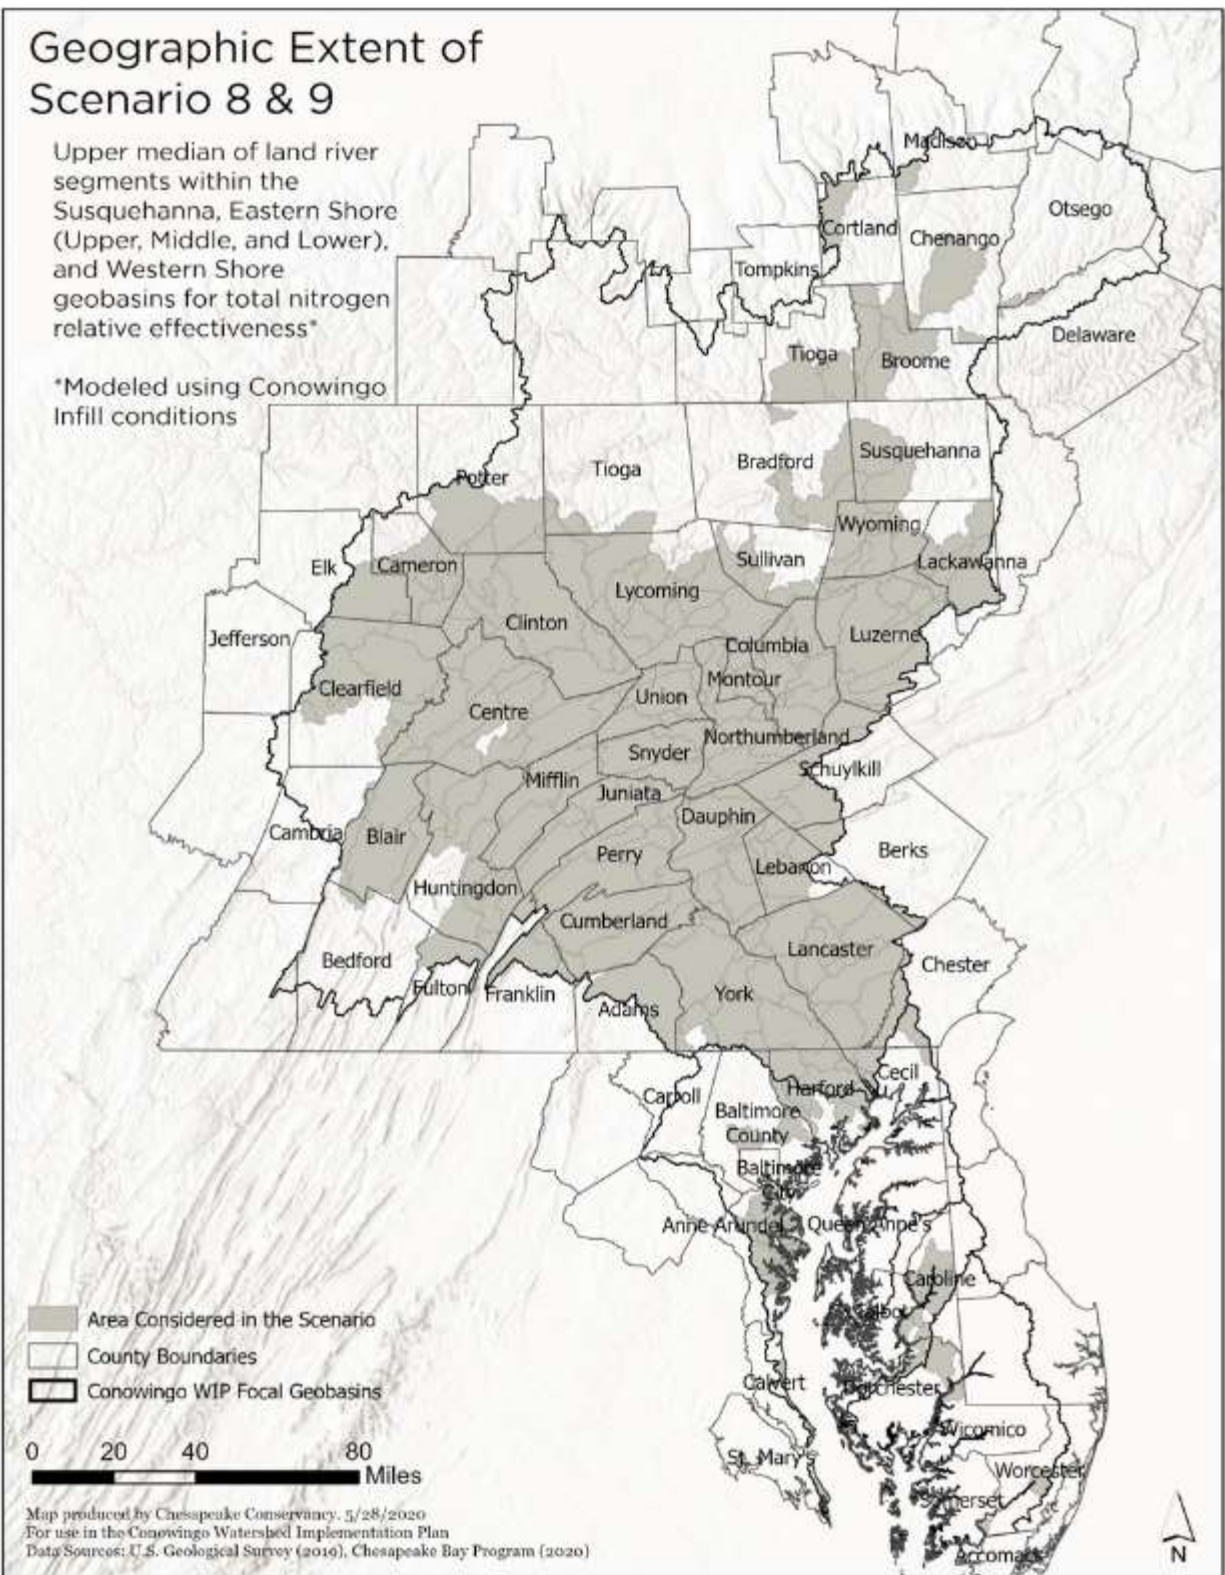 Geographic Extent of
Scenario 8 & 9
Upper median of land river
segments within the
Susquehanna, Eastern Shore
(Upper, Middle, and Lower),
and Western Shore
geobasins for total nitrogen
relative effectiveness*
*Modeled using Conowingo
Infill conditions
Madison
Otsego
Cortland
Chenango
Tompkins
Delaware
Tioga
Broome
Susquehanna
Bradford
Tioga
Potter
Wyoming
Sullivan
Lackawanna
Elk
Cameron
Lycoming
Clinton
Jefferson
Luzerne
Columbia
Montour
Clearfield
Union
Centre
Northumberland
Snyder
Schuylkill
Mifflin
Juniata
Dauphin
Cambria
Blair
Berks
Perry
Lebanon
Huntingdon
Cumberland
Lancaster
Bedford
Chester
Fulton
Franklin
York
Adams
Cecil
Harford
Carroll
Baltimore
County
Baltimore
City
Anne Arundel
Queen Anne's
Caroline
Talbot
Calvert
Dorchester
Wicomico
St. Mary's
Worcester
Somerset
Accomack
Area Considered in the Scenario
County Boundaries
Conowingo WIP Focal Geobasins
0 20 40 80
Miles
Map produced by Chesapeake Conservancy. 5/28/2020
For use in the Conowingo Watershed Implementation Plan
Data Sources: U.S. Geological Survey (2019), Chesapeake Bay Program (2020)
N